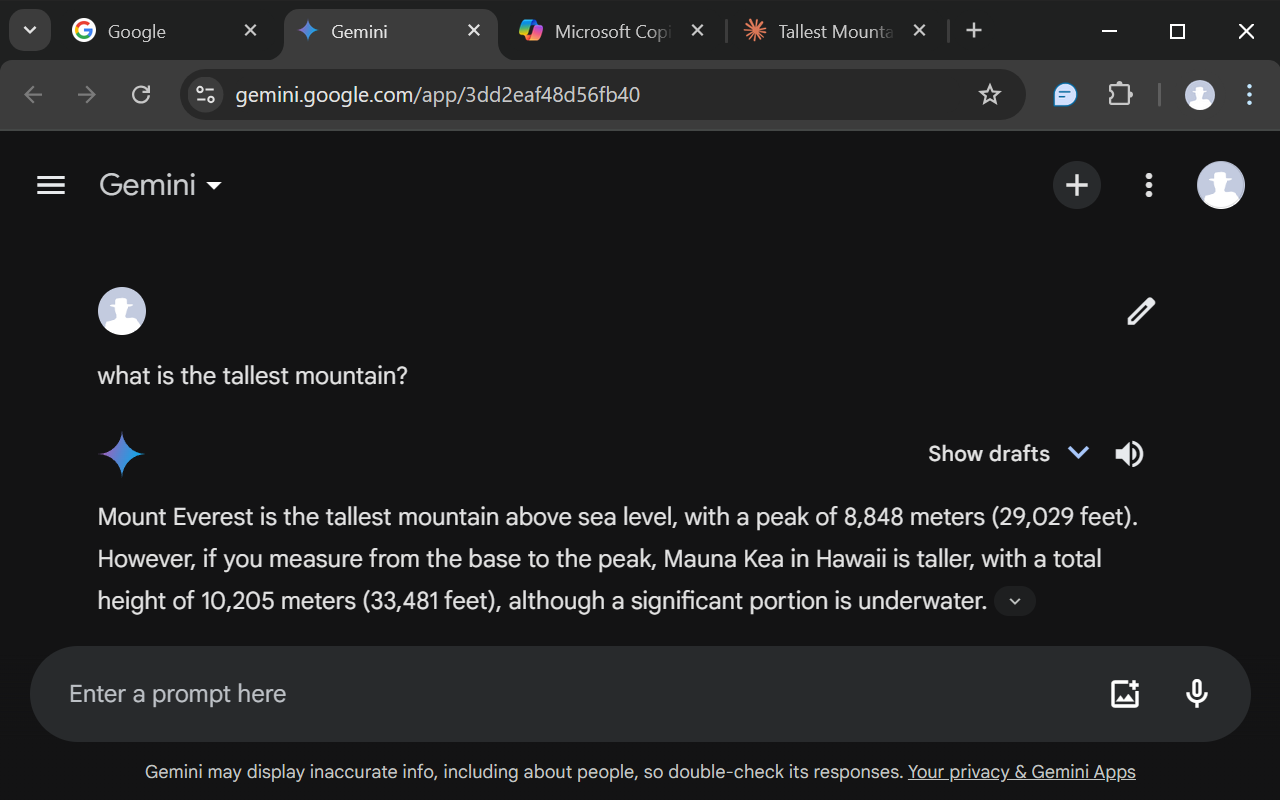 Google
Gemini
Microsoft Copi
Tallest Mounta
gemini.google.com/app/3dd2eaf48d56fb40
Gemini
what is the tallest mountain?
Show drafts
Mount Everest is the tallest mountain above sea level, with a peak of 8,848 meters (29,029 feet).
However, if you measure from the base to the peak, Mauna Kea in Hawaii is taller, with a total
height of 10,205 meters (33,481 feet), although a significant portion is underwater.
Enter a prompt here
Gemini may display inaccurate info, including about people, so double-check its responses. Your privacy & Gemini Apps